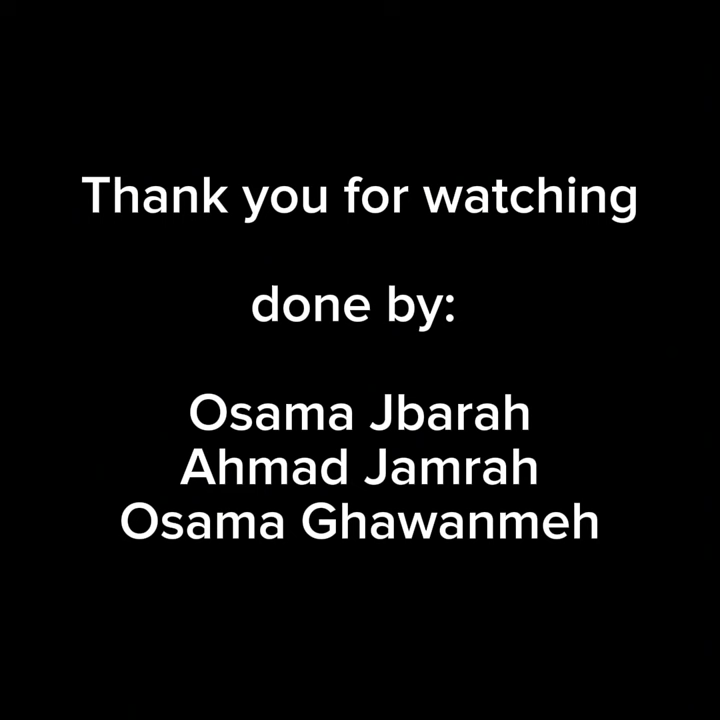 Thank you for watching
done by:
Osama Jbarah
Ahmad Jamrah
Osama Ghawanmeh